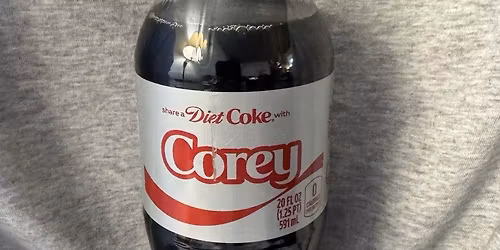 share a Diet Coke with
Corey
20 FL OZ
(1.25 PT)
591 mL
0